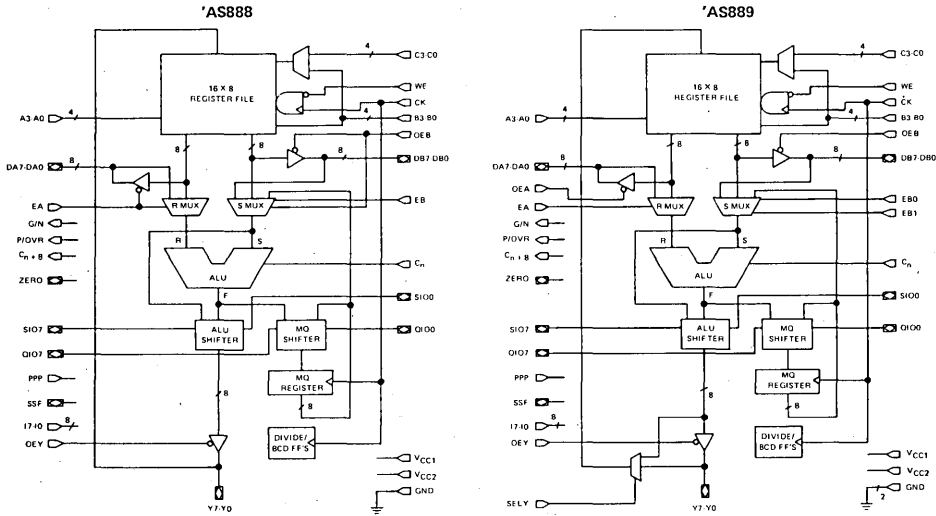 'AS888
16 X 8
REGISTER FILE
A3-A0
4
8
8
DA7-DA0
8
EA
G/N
P/OVR
Cn + 8
ZERO
SIO7
QIO7
PPP
SSF
I7-I0
8
OEY
R MUX
S MUX
R
S
ALU
F
ALU
SHIFTER
MQ
SHIFTER
MQ
REGISTER
8
8
DIVIDE/
BCD FF'S
Y7-Y0
4
C3-C0
WE
CK
4
B3-B0
OEB
8
DB7-DB0
EB
Cn
SIO0
QIO0
VCC1
VCC2
GND
'AS889
16 X 8
REGISTER FILE
A3-A0
4
8
8
DA7-DA0
8
OEA
EA
G/N
P/OVR
Cn + 8
ZERO
SIO7
QIO7
PPP
SSF
I7-I0
8
OEY
SELY
R MUX
S MUX
R
S
ALU
F
ALU
SHIFTER
MQ
SHIFTER
MQ
REGISTER
8
8
DIVIDE/
BCD FF'S
Y7-Y0
4
C3-C0
WE
CK
4
B3-B0
OEB
8
DB7-DB0
EB0
EB1
Cn
SIO0
QIO0
VCC1
VCC2
GND
2